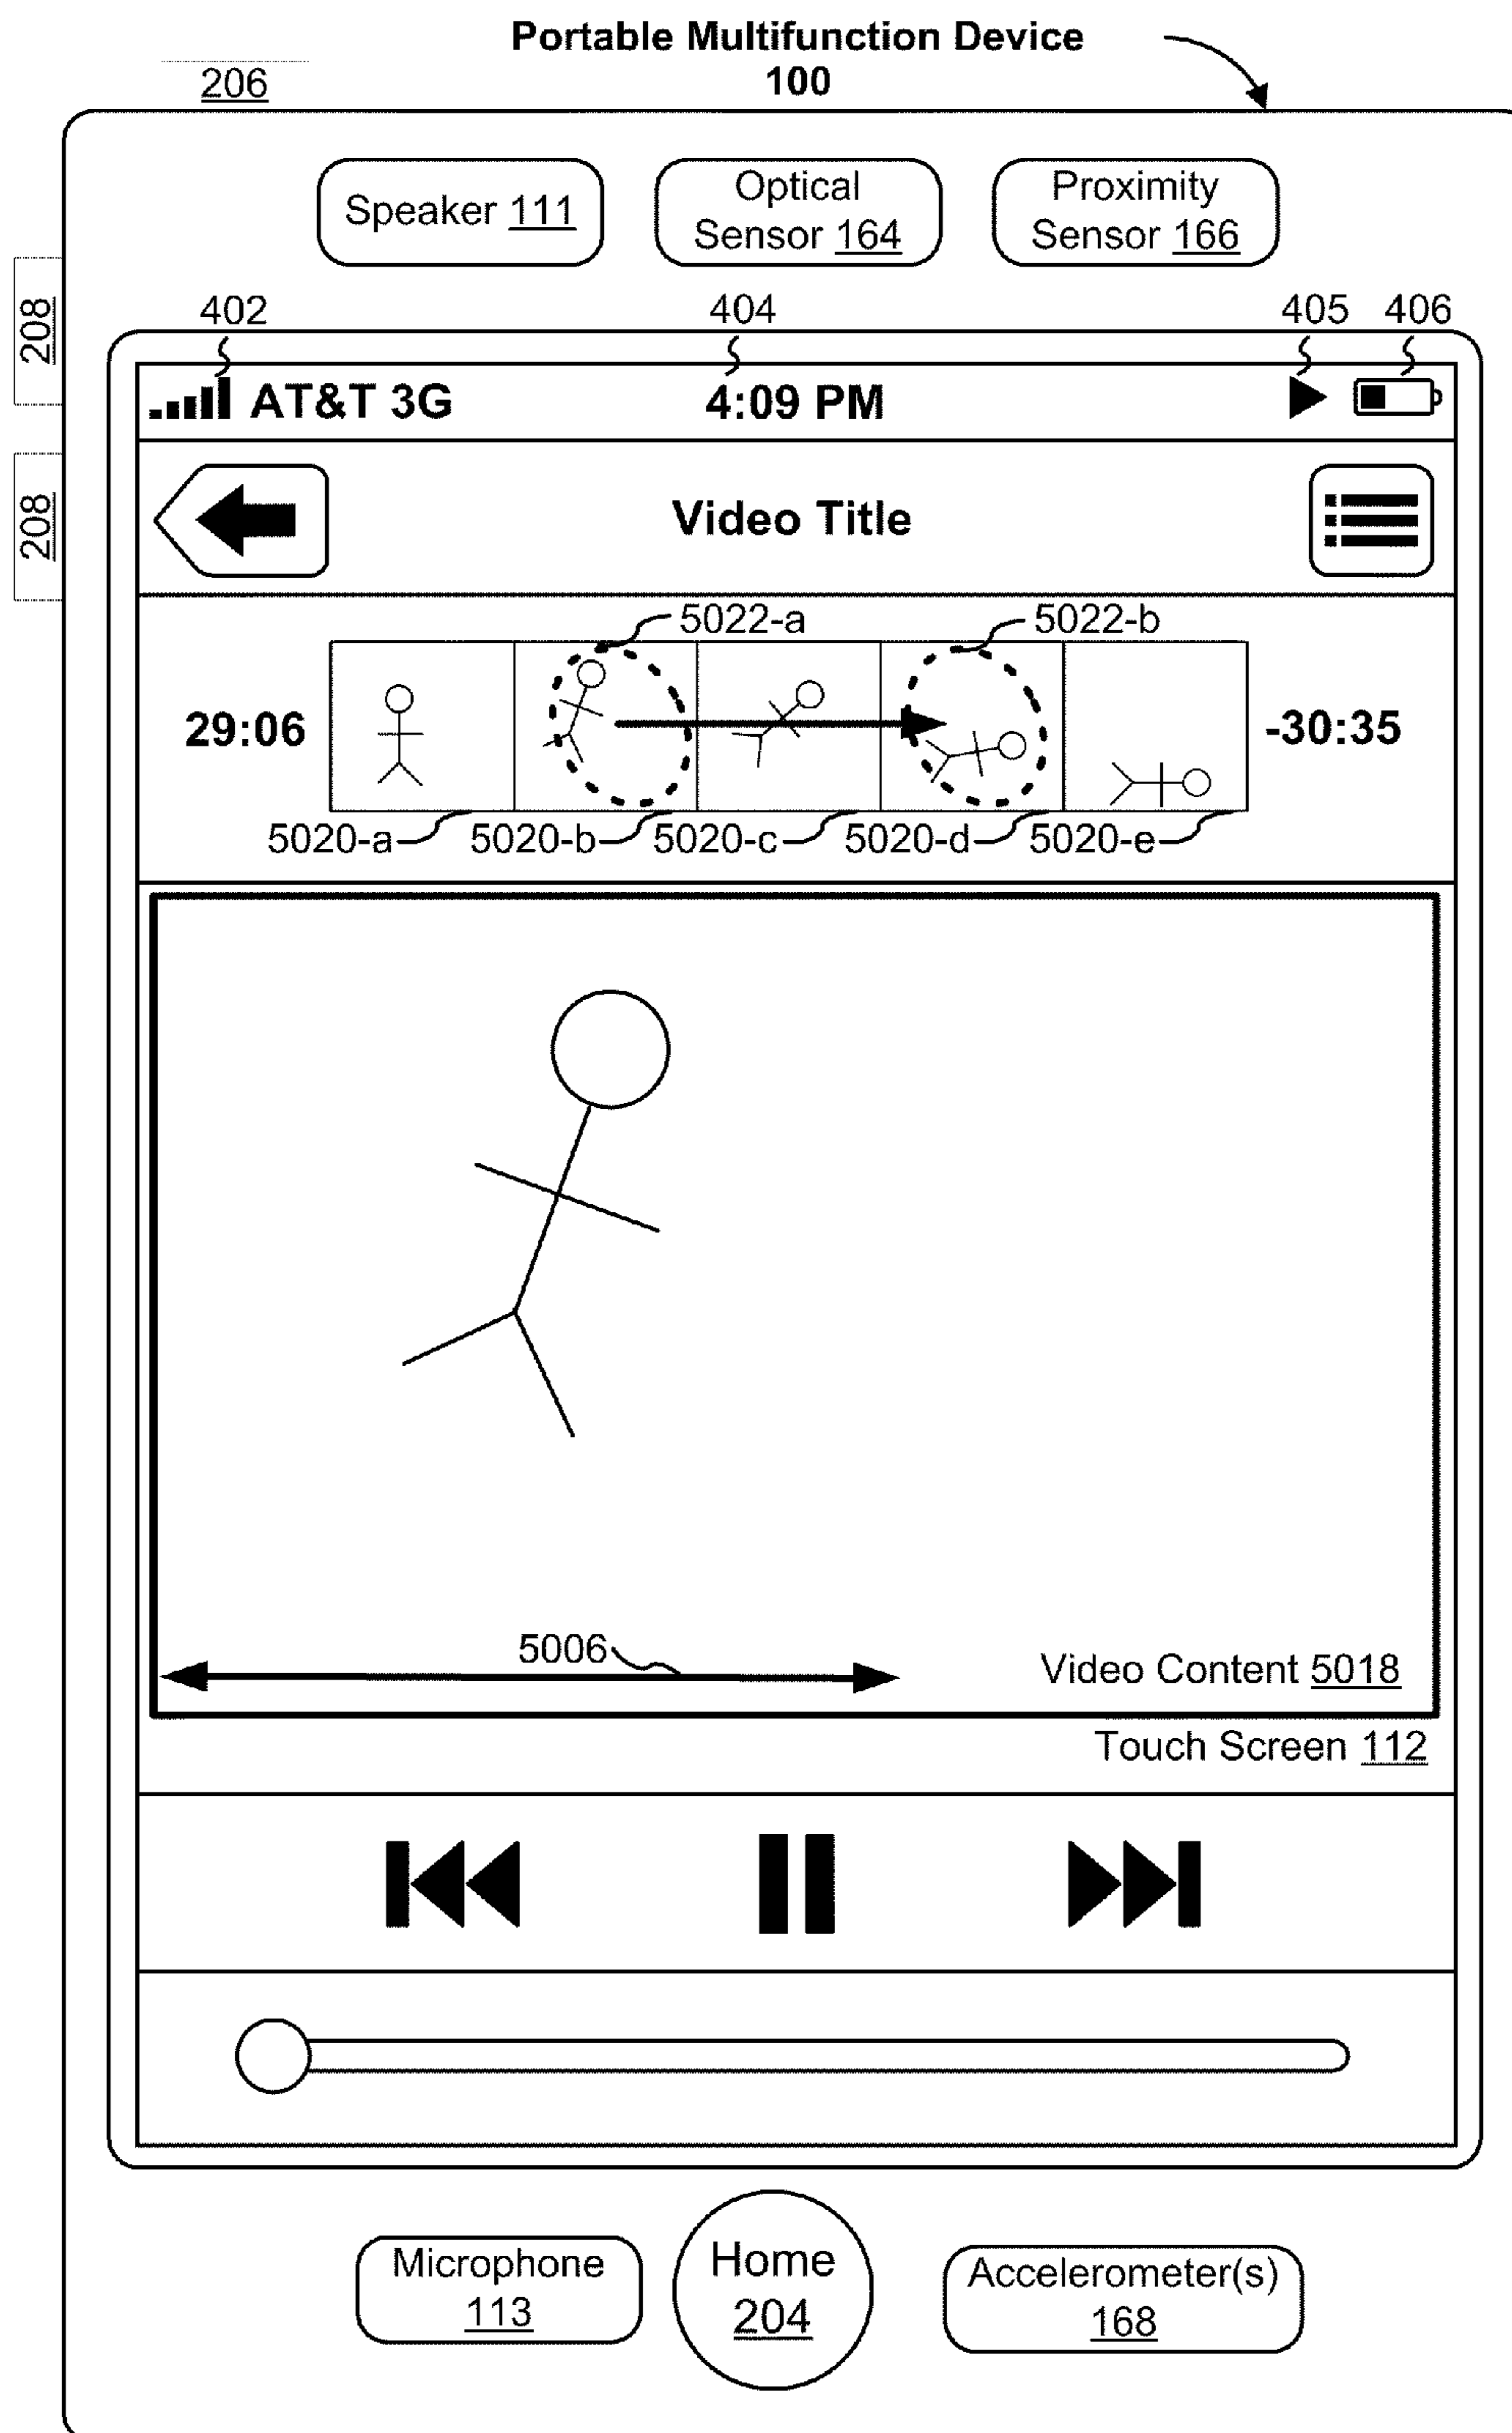 Portable Multifunction Device
100
206
Speaker 111
Optical
Sensor 164
Proximity
Sensor 166
208
208
402
404
405
406
AT&T 3G
4:09 PM
Video Title
5022-a
5022-b
29:06
-30:35
5020-a
5020-b
5020-c
5020-d
5020-e
5006
Video Content 5018
Touch Screen 112
Microphone
113
Home
204
Accelerometer(s)
168